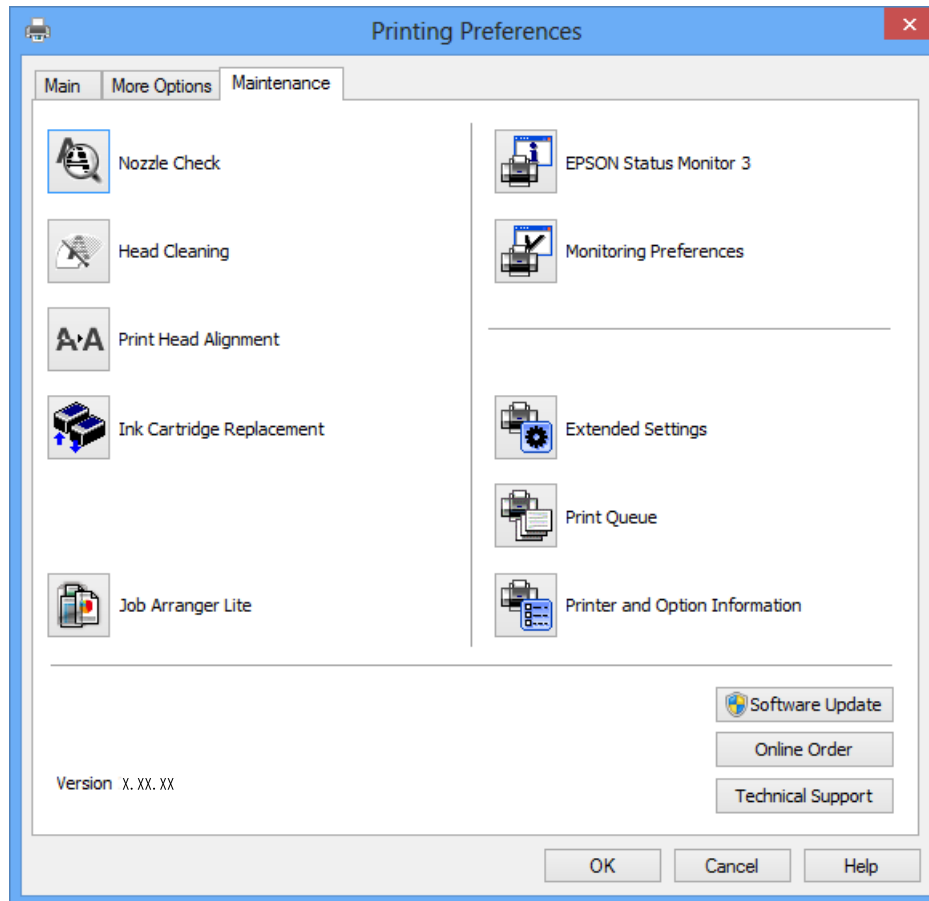 Printing Preferences
Main
More Options
Maintenance
Nozzle Check
Head Cleaning
Print Head Alignment
Ink Cartridge Replacement
Job Arranger Lite
EPSON Status Monitor 3
Monitoring Preferences
Extended Settings
Print Queue
Printer and Option Information
Software Update
Online Order
Technical Support
Version X.XX.XX
OK
Cancel
Help